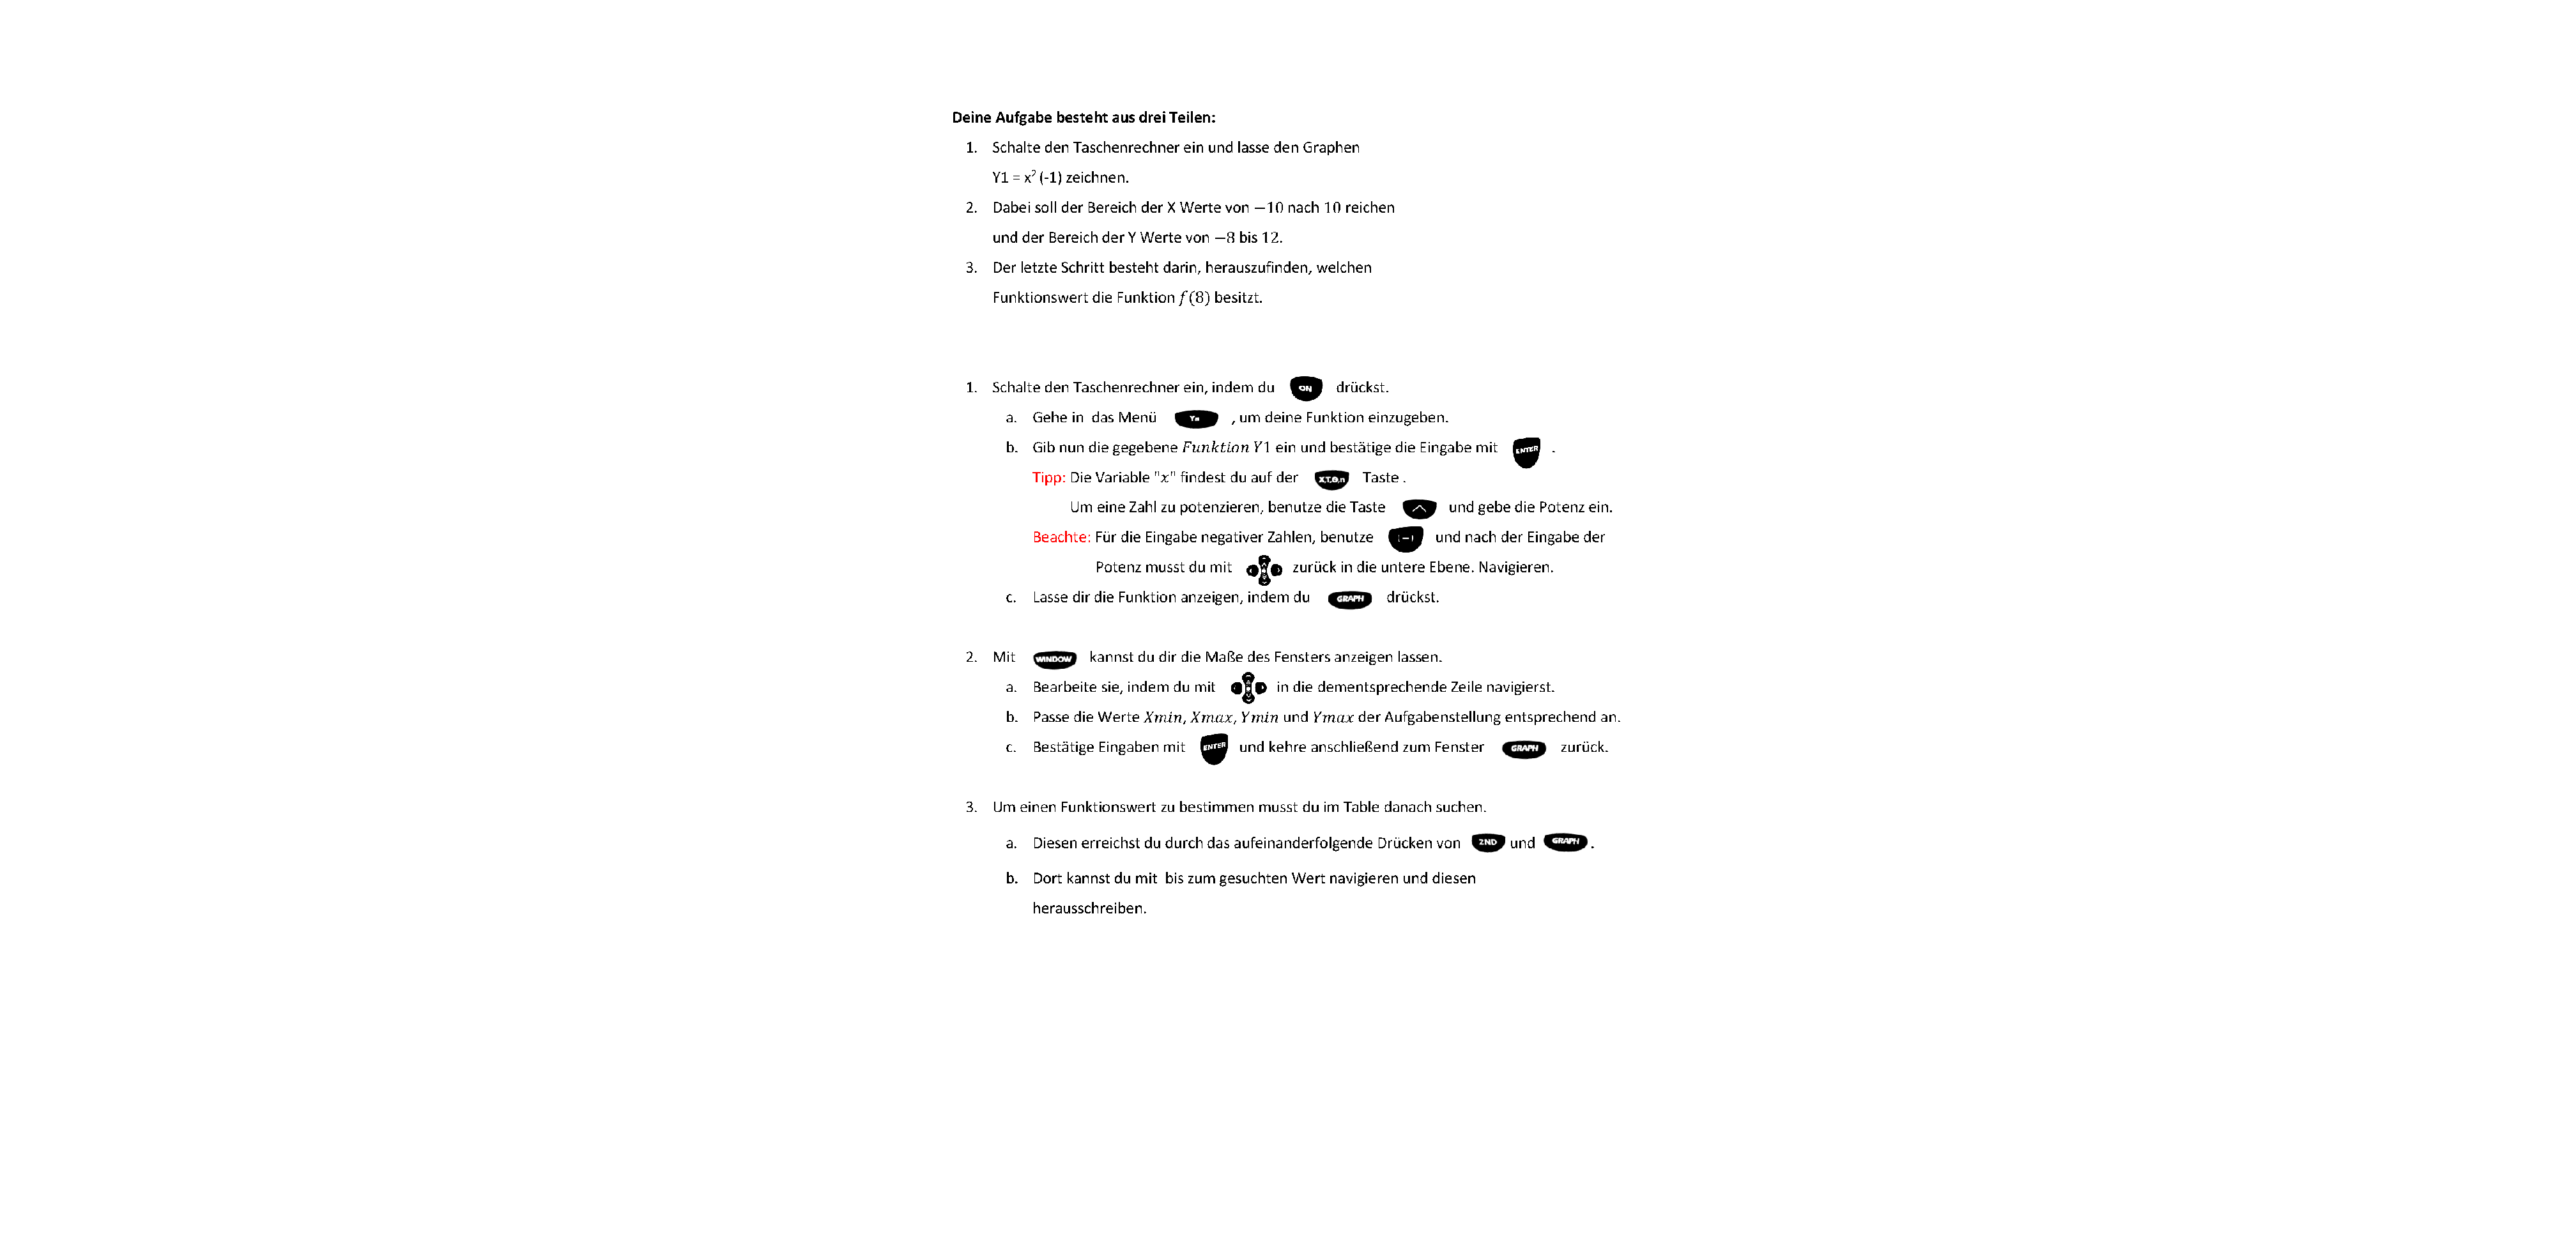 Deine Aufgabe besteht aus drei Teilen:
1. Schalte den Taschenrechner ein und lasse den Graphen
Y1 = x² (-1) zeichnen.
2. Dabei soll der Bereich der X Werte von −10 nach 10 reichen
und der Bereich der Y Werte von −8 bis 12.
3. Der letzte Schritt besteht darin, herauszufinden, welchen
Funktionswert die Funktion f(8) besitzt.
1. Schalte den Taschenrechner ein, indem du ON drückst.
a. Gehe in das Menü Y= , um deine Funktion einzugeben.
b. Gib nun die gegebene Funktion Y1 ein und bestätige die Eingabe mit ENTER .
Tipp: Die Variable "x" findest du auf der X,T,Θ,n Taste .
Um eine Zahl zu potenzieren, benutze die Taste ^ und gebe die Potenz ein.
Beachte: Für die Eingabe negativer Zahlen, benutze (−) und nach der Eingabe der
Potenz musst du mit zurück in die untere Ebene. Navigieren.
c. Lasse dir die Funktion anzeigen, indem du GRAPH drückst.
2. Mit WINDOW kannst du dir die Maße des Fensters anzeigen lassen.
a. Bearbeite sie, indem du mit in die dementsprechende Zeile navigierst.
b. Passe die Werte Xmin, Xmax, Ymin und Ymax der Aufgabenstellung entsprechend an.
c. Bestätige Eingaben mit ENTER und kehre anschließend zum Fenster GRAPH zurück.
3. Um einen Funktionswert zu bestimmen musst du im Table danach suchen.
a. Diesen erreichst du durch das aufeinanderfolgende Drücken von 2ND und GRAPH .
b. Dort kannst du mit bis zum gesuchten Wert navigieren und diesen
herausschreiben.